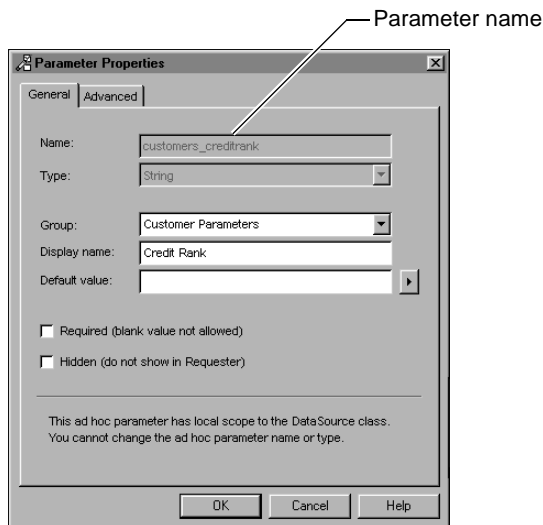 Parameter name
Parameter Properties
General Advanced
Name: customers_creditrank
Type: String
Group: Customer Parameters
Display name: Credit Rank
Default value:
Required (blank value not allowed)
Hidden (do not show in Requester)
This ad hoc parameter has local scope to the DataSource class.
You cannot change the ad hoc parameter name or type.
OK Cancel Help